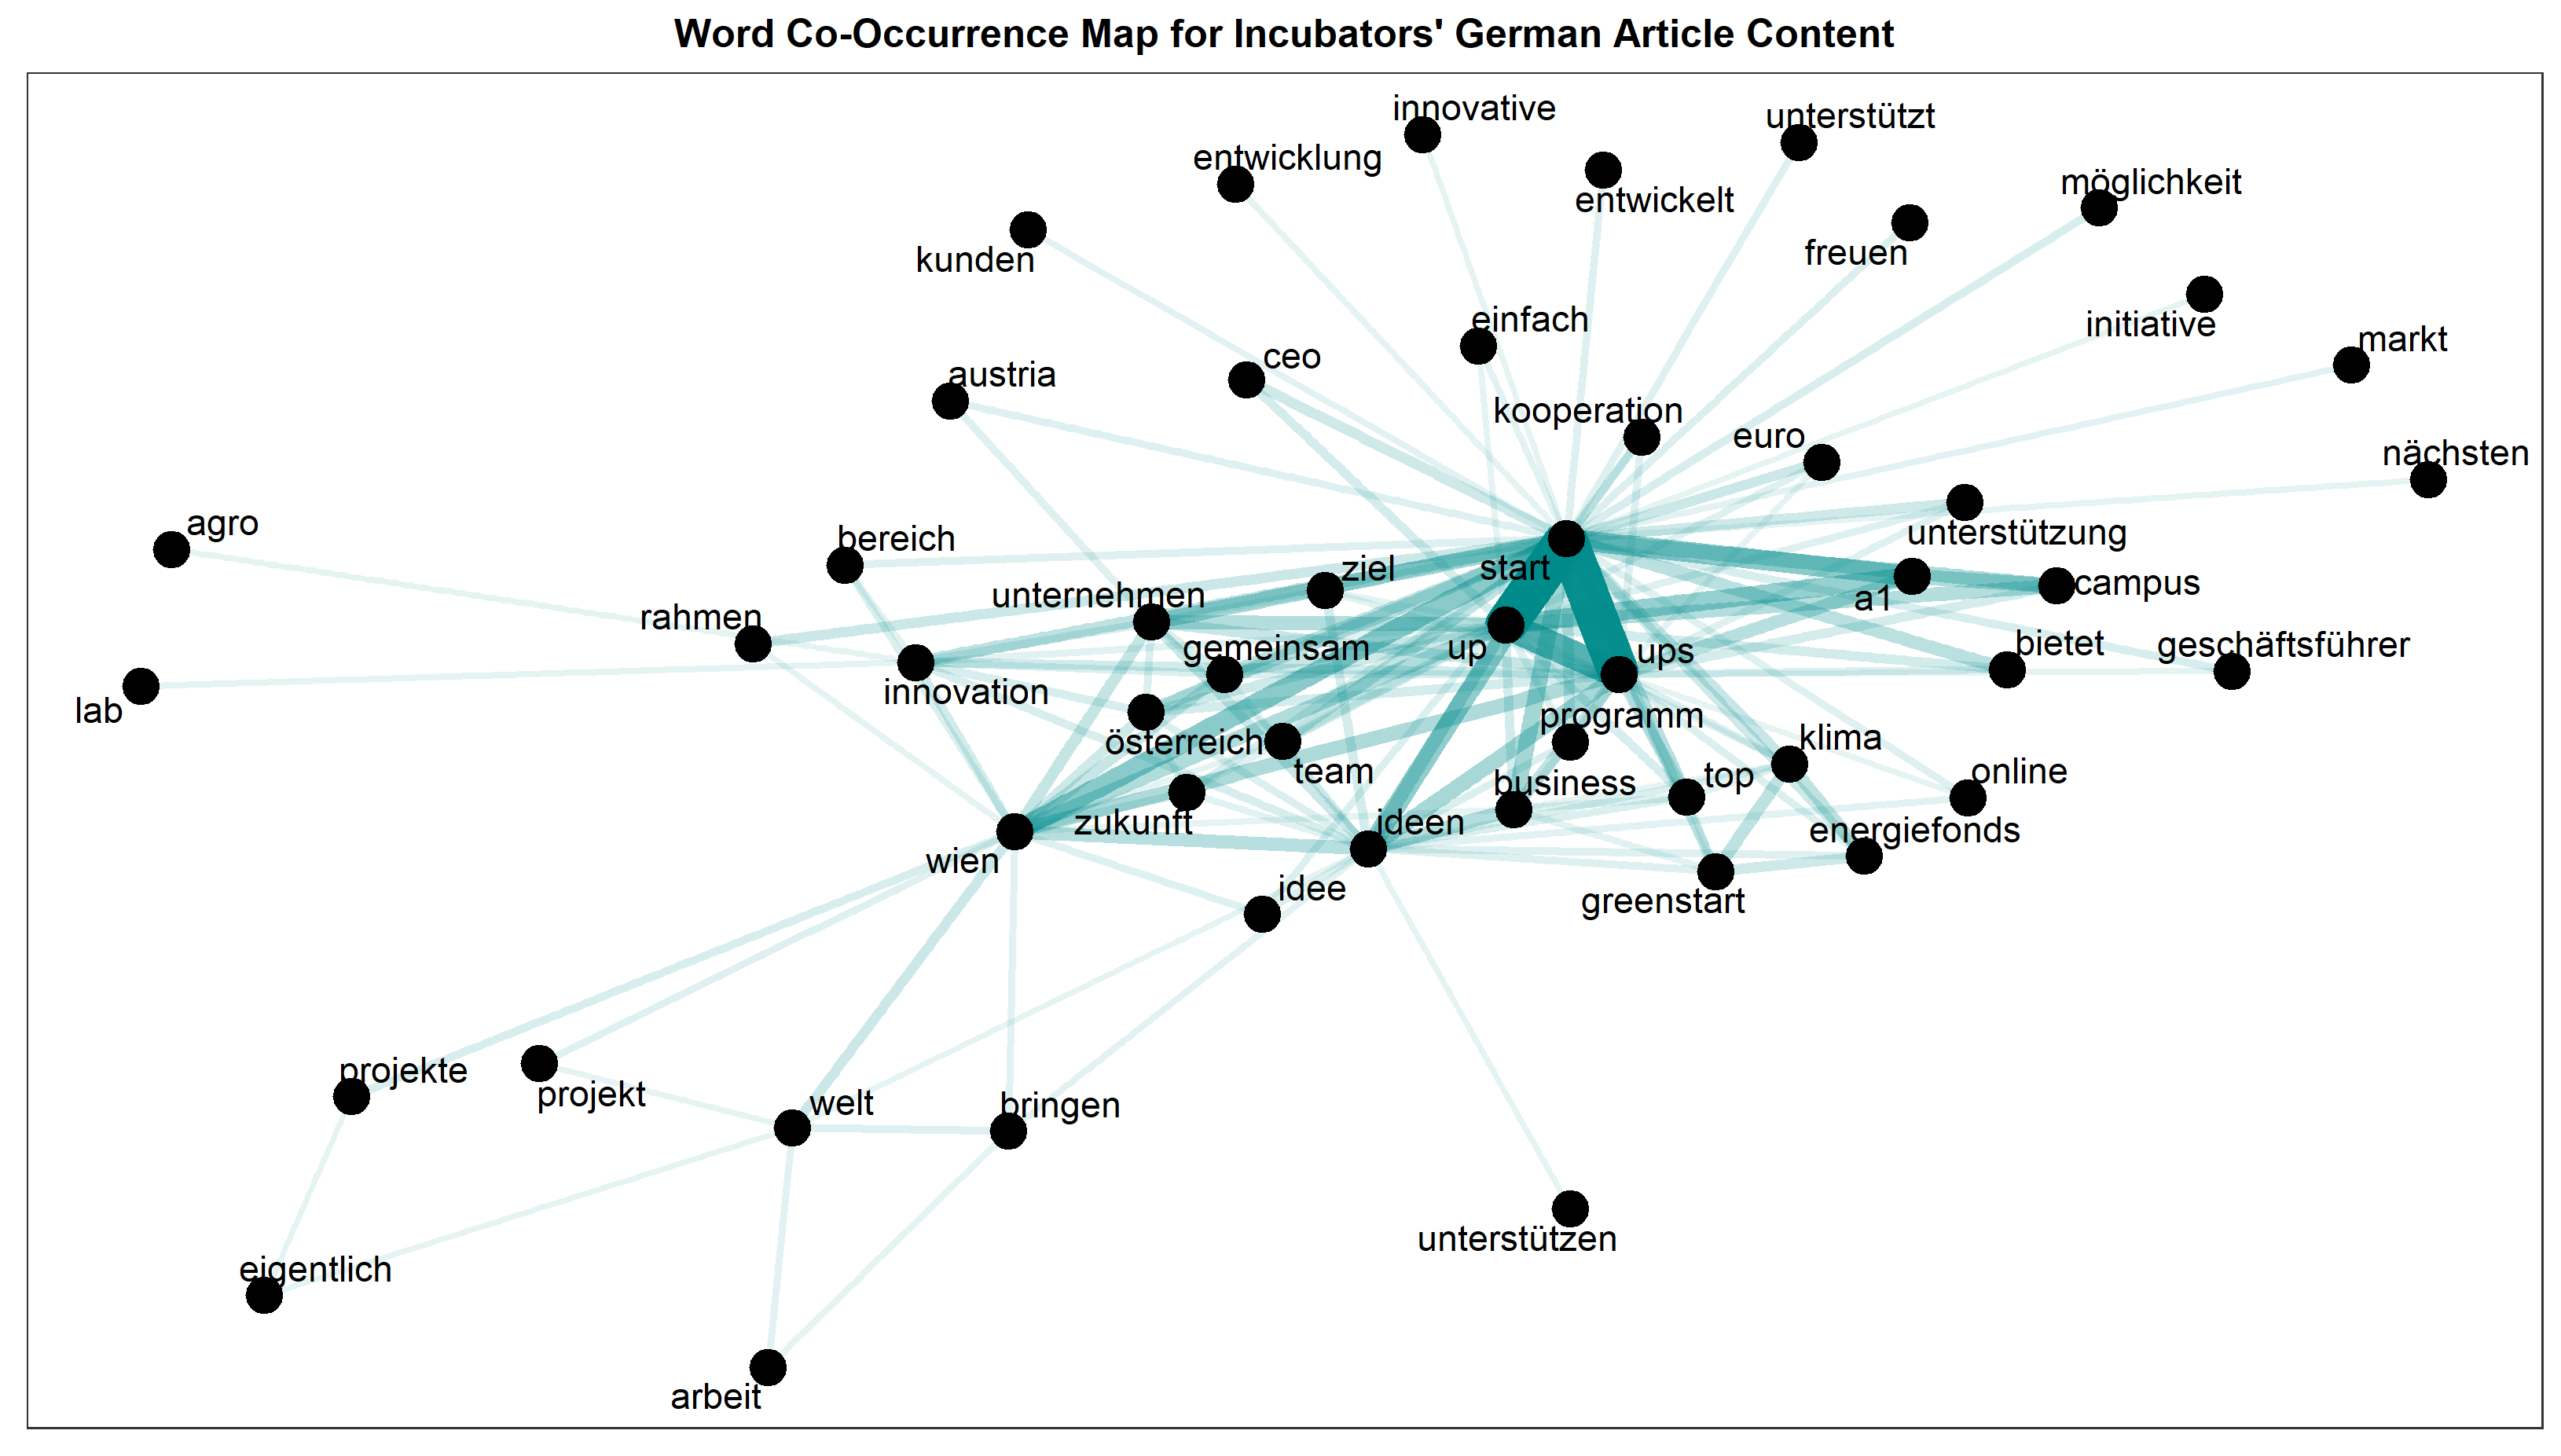 Word Co-Occurrence Map for Incubators' German Article Content
innovative
unterstützt
entwicklung
möglichkeit
entwickelt
freuen
kunden
einfach
initiative
markt
ceo
austria
kooperation
euro
nächsten
agro
bereich
unterstützung
start
ziel
campus
unternehmen
a1
rahmen
gemeinsam
up
ups
bietet
geschäftsführer
innovation
lab
programm
österreich
klima
team
top
online
business
zukunft
ideen
energiefonds
wien
idee
greenstart
projekte
projekt
welt
bringen
unterstützen
eigentlich
arbeit